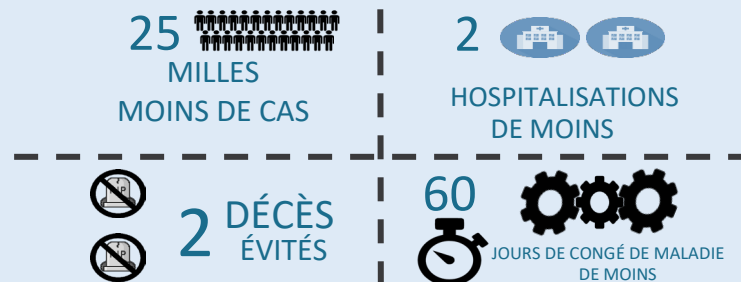 25
MILLES
MOINS DE CAS
2
HOSPITALISATIONS
DE MOINS
2 DÉCÈS
ÉVITÉS
60
JOURS DE CONGÉ DE MALADIE
DE MOINS